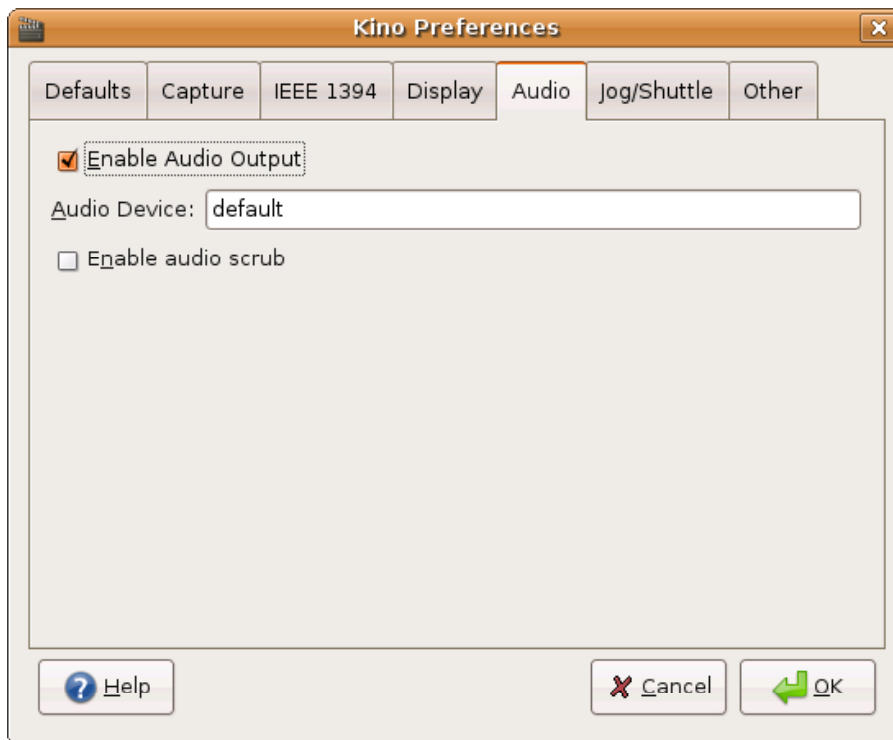 Kino Preferences
Defaults Capture IEEE 1394 Display Audio Jog/Shuttle Other
Enable Audio Output
Audio Device: default
Enable audio scrub
Help Cancel OK